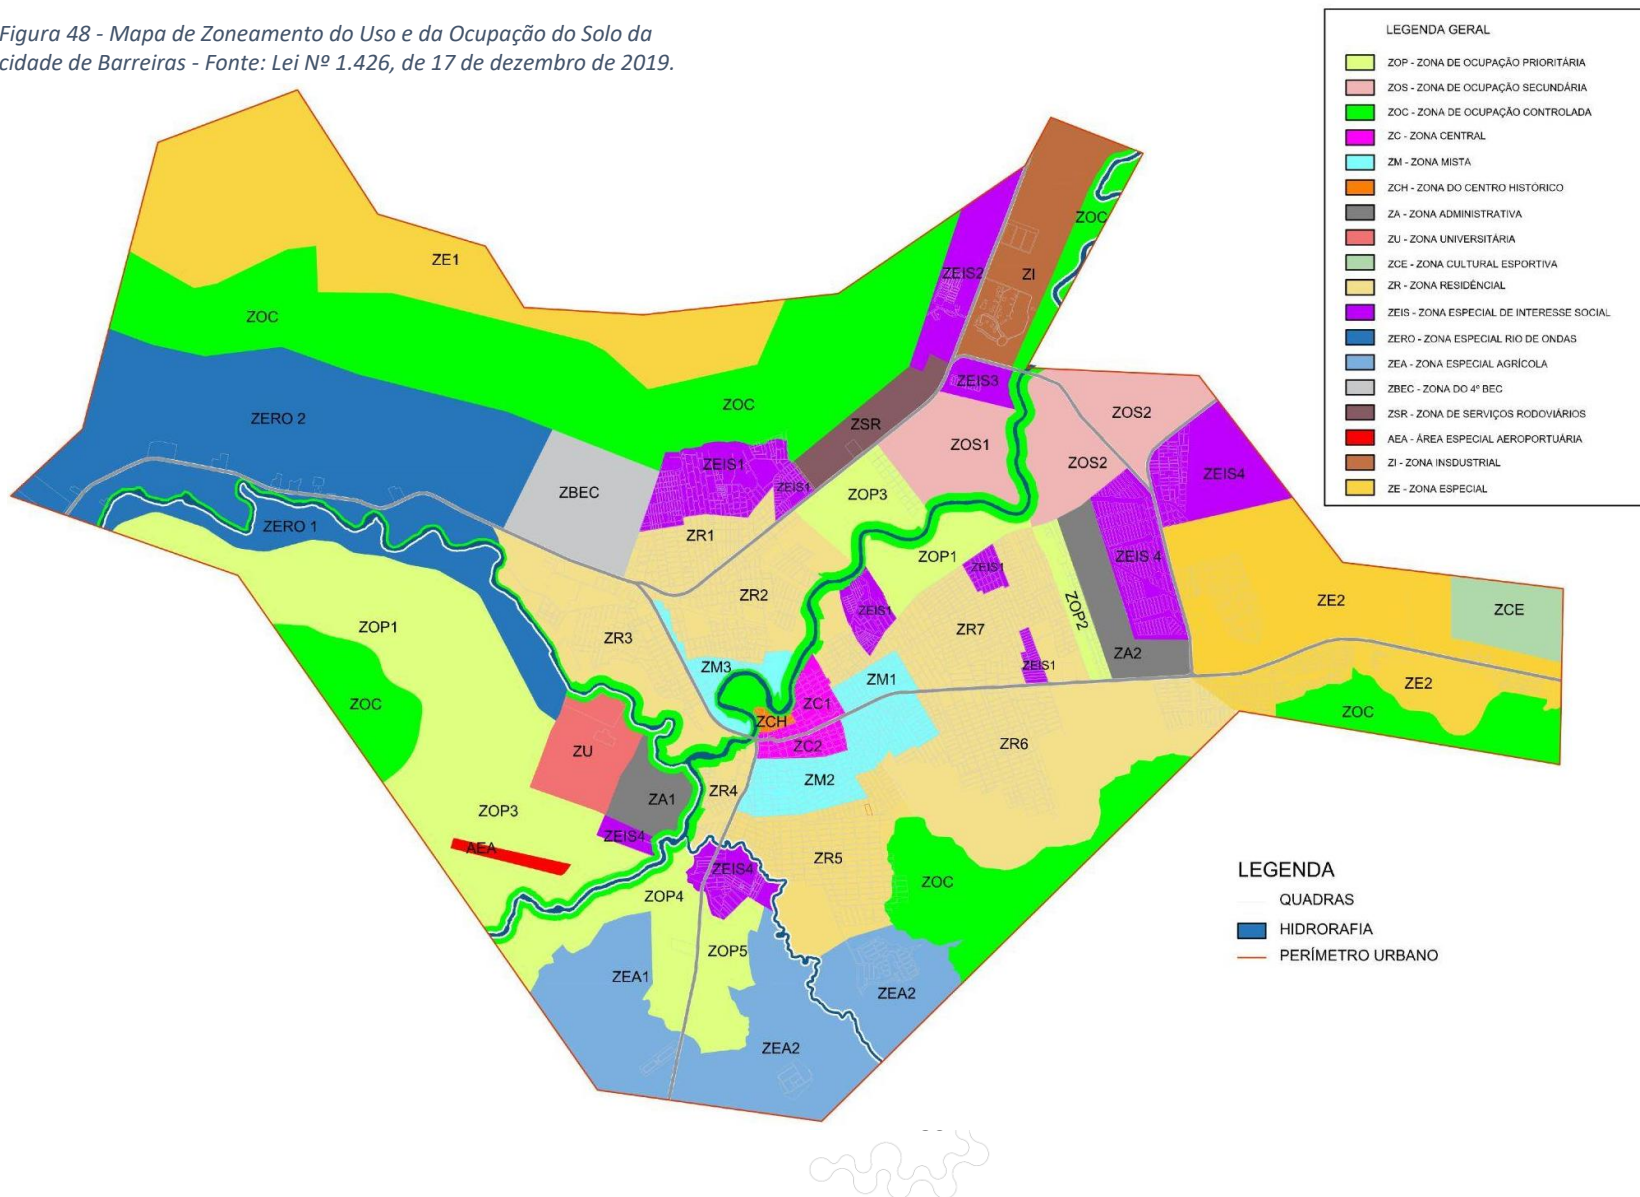 Figura 48 - Mapa de Zoneamento do Uso e da Ocupação do Solo da
cidade de Barreiras - Fonte: Lei Nº 1.426, de 17 de dezembro de 2019.
LEGENDA GERAL
ZOP - ZONA DE OCUPAÇÃO PRIORITÁRIA
ZOS - ZONA DE OCUPAÇÃO SECUNDÁRIA
ZOC - ZONA DE OCUPAÇÃO CONTROLADA
ZC - ZONA CENTRAL
ZM - ZONA MISTA
ZCH - ZONA DO CENTRO HISTÓRICO
ZA - ZONA ADMINISTRATIVA
ZU - ZONA UNIVERSITÁRIA
ZCE - ZONA CULTURAL ESPORTIVA
ZR - ZONA RESIDÊNCIAL
ZEIS - ZONA ESPECIAL DE INTERESSE SOCIAL
ZERO - ZONA ESPECIAL RIO DE ONDAS
ZEA - ZONA ESPECIAL AGRÍCOLA
ZBEC - ZONA DO 4º BEC
ZSR - ZONA DE SERVIÇOS RODOVIÁRIOS
AEA - ÁREA ESPECIAL AEROPORTUÁRIA
ZI - ZONA INSDUSTRIAL
ZE - ZONA ESPECIAL
ZOC
ZE1
ZEIS2
ZI
ZOC
ZEIS3
ZOC
ZOS2
ZERO 2
ZSR
ZOS1
ZOS2
ZEIS1
ZEIS4
ZBEC
ZEIS1
ZOP3
ZERO 1
ZR1
ZOP1
ZEIS 4
ZEIS1
ZR2
ZE2
ZCE
ZEIS1
ZOP2
ZOP1
ZR3
ZR7
ZA2
ZM3
ZEIS1
ZM1
ZE2
ZOC
ZC1
ZOC
ZCH
ZU
ZC2
ZR6
ZM2
ZR4
ZA1
ZOP3
ZEIS4
AEA
ZR5
ZEIS4
ZOC
ZOP4
ZOP5
ZEA1
ZEA2
ZEA2
LEGENDA
QUADRAS
HIDRORAFIA
PERÍMETRO URBANO